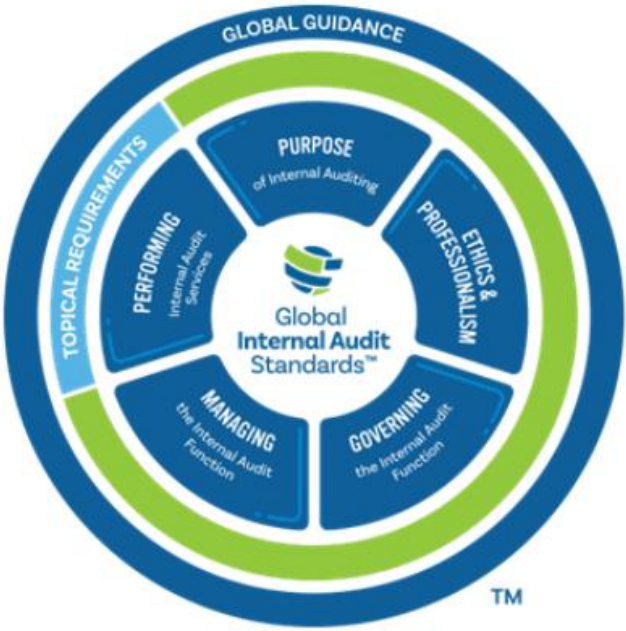 GLOBAL GUIDANCE
TOPICAL REQUIREMENTS
PURPOSE
of Internal Auditing
ETHICS &
PROFESSIONALISM
GOVERNING
the Internal Audit
Function
MANAGING
the Internal Audit
Function
PERFORMING
Internal Audit
Services
Global
Internal Audit
Standards™
TM